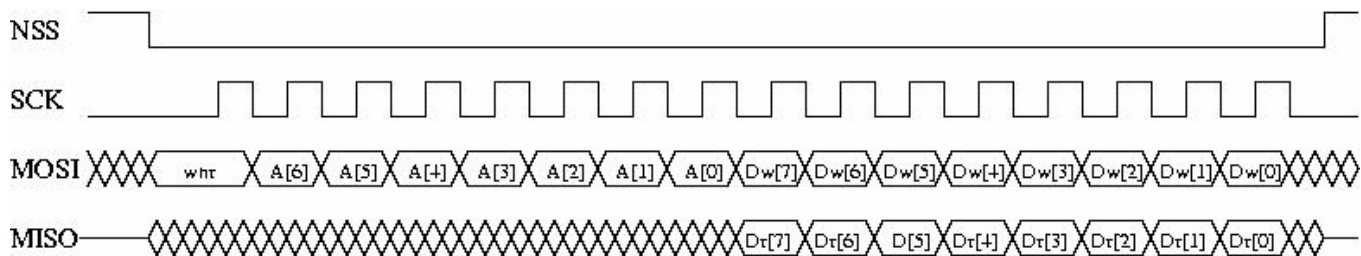 NSS
SCK
MOSI wnr A[6] A[5] A[4] A[3] A[2] A[1] A[0] Dw[7] Dw[6] Dw[5] Dw[4] Dw[3] Dw[2] Dw[1] Dw[0]
MISO Dr[7] Dr[6] D[5] Dr[4] Dr[3] Dr[2] Dr[1] Dr[0]